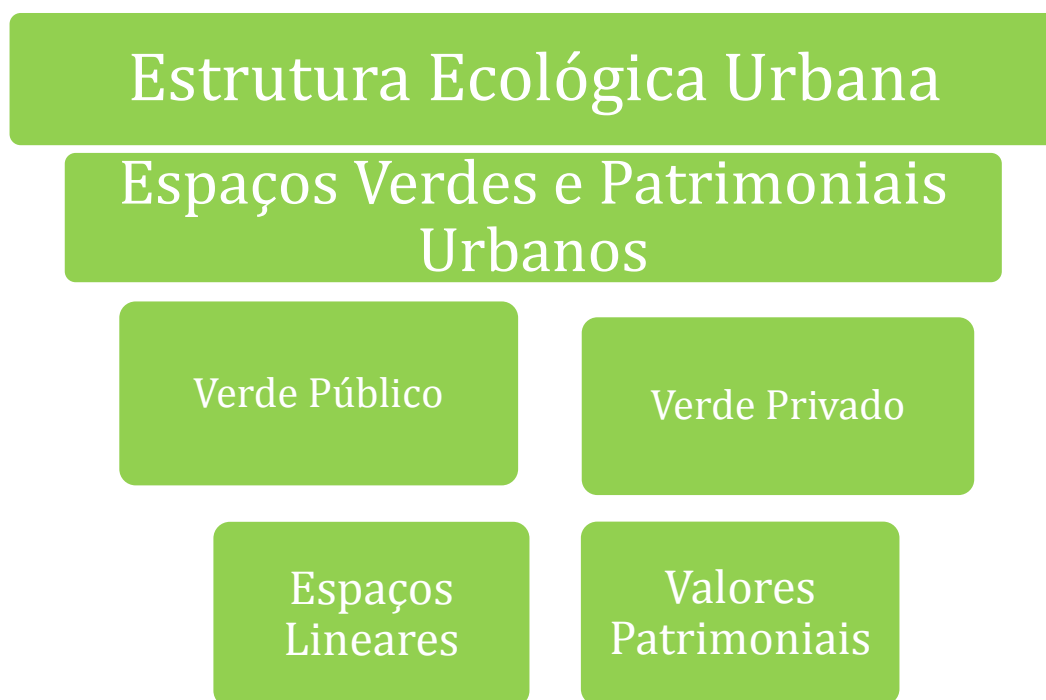 Estrutura Ecológica Urbana
Espaços Verdes e Patrimoniais
Urbanos
Verde Público
Verde Privado
Espaços
Lineares
Valores
Patrimoniais